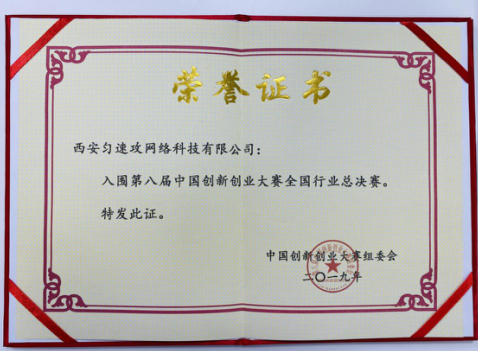 荣誉证书
西安匀速攻网络科技有限公司：
入围第八届中国创新创业大赛全国行业总决赛。
特发此证。
中国创新创业大赛组委会
二〇一九年